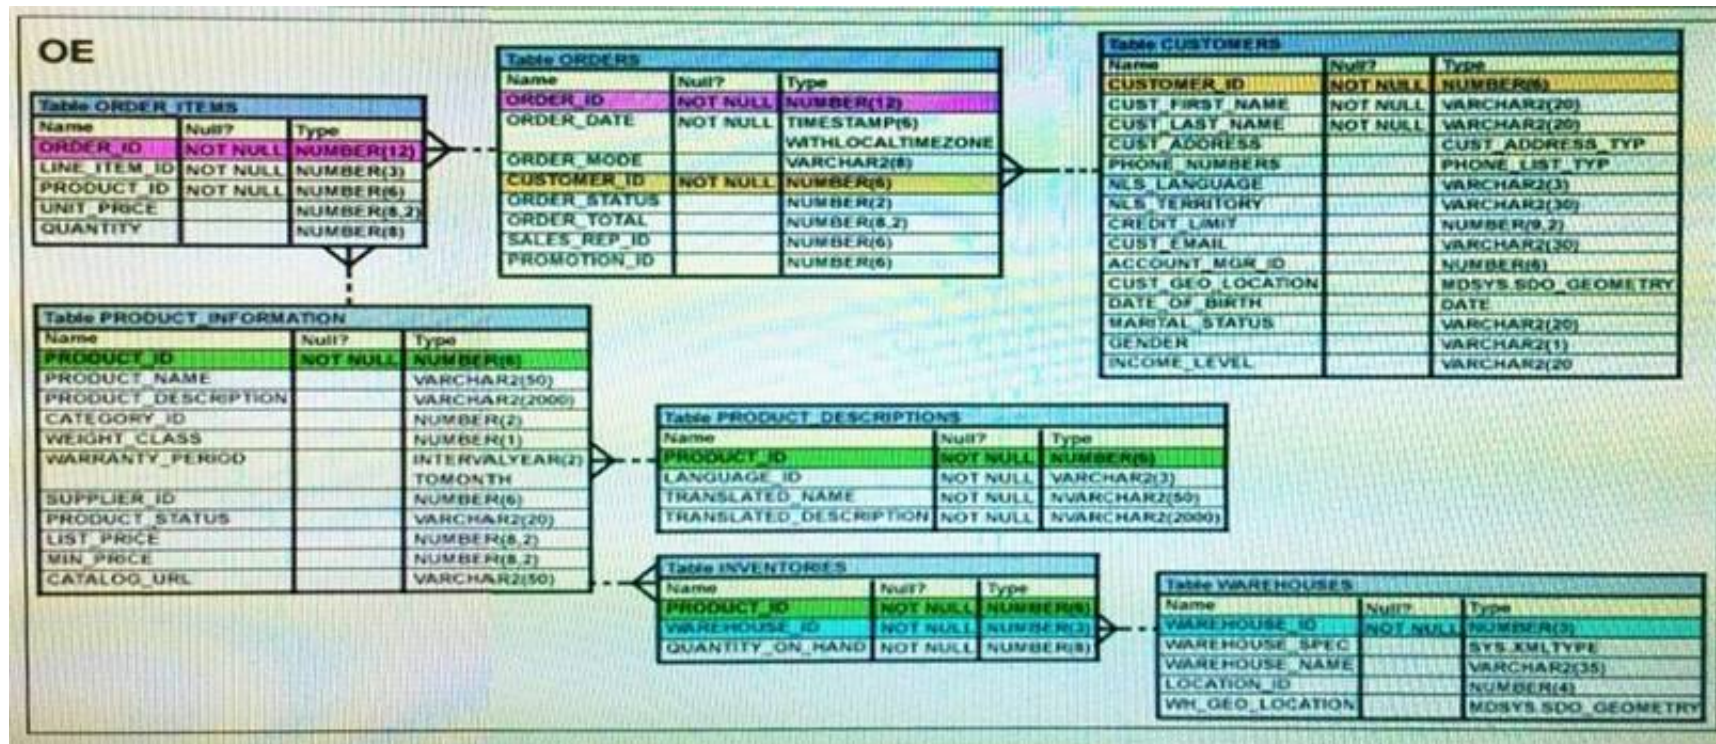 OE
Table ORDER_ITEMS
Name Null? Type
ORDER_ID NOT NULL NUMBER(12)
LINE_ITEM_ID NOT NULL NUMBER(3)
PRODUCT_ID NOT NULL NUMBER(6)
UNIT_PRICE NUMBER(8,2)
QUANTITY NUMBER(8)
Table ORDERS
Name Null? Type
ORDER_ID NOT NULL NUMBER(12)
ORDER_DATE NOT NULL TIMESTAMP(6)
WITHLOCALTIMEZONE
ORDER_MODE VARCHAR2(8)
CUSTOMER_ID NOT NULL NUMBER(6)
ORDER_STATUS NUMBER(2)
ORDER_TOTAL NUMBER(8,2)
SALES_REP_ID NUMBER(6)
PROMOTION_ID NUMBER(6)
Table CUSTOMERS
Name Null? Type
CUSTOMER_ID NOT NULL NUMBER(6)
CUST_FIRST_NAME NOT NULL VARCHAR2(20)
CUST_LAST_NAME NOT NULL VARCHAR2(20)
CUST_ADDRESS CUST_ADDRESS_TYP
PHONE_NUMBERS PHONE_LIST_TYP
NLS_LANGUAGE VARCHAR2(3)
NLS_TERRITORY VARCHAR2(30)
CREDIT_LIMIT NUMBER(9,2)
CUST_EMAIL VARCHAR2(30)
ACCOUNT_MGR_ID NUMBER(6)
CUST_GEO_LOCATION MDSYS.SDO_GEOMETRY
DATE_OF_BIRTH DATE
MARITAL_STATUS VARCHAR2(20)
GENDER VARCHAR2(1)
INCOME_LEVEL VARCHAR2(20
Table PRODUCT_INFORMATION
Name Null? Type
PRODUCT_ID NOT NULL NUMBER(6)
PRODUCT_NAME VARCHAR2(50)
PRODUCT_DESCRIPTION VARCHAR2(2000)
CATEGORY_ID NUMBER(2)
WEIGHT_CLASS NUMBER(1)
WARRANTY_PERIOD INTERVALYEAR(2)
TOMONTH
SUPPLIER_ID NUMBER(6)
PRODUCT_STATUS VARCHAR2(20)
LIST_PRICE NUMBER(8,2)
MIN_PRICE NUMBER(8,2)
CATALOG_URL VARCHAR2(50)
Table PRODUCT_DESCRIPTIONS
Name Null? Type
PRODUCT_ID NOT NULL NUMBER(6)
LANGUAGE_ID NOT NULL VARCHAR2(3)
TRANSLATED_NAME NOT NULL NVARCHAR2(50)
TRANSLATED_DESCRIPTION NOT NULL NVARCHAR2(2000)
Table INVENTORIES
Name Null? Type
PRODUCT_ID NOT NULL NUMBER(6)
WAREHOUSE_ID NOT NULL NUMBER(3)
QUANTITY_ON_HAND NOT NULL NUMBER(8)
Table WAREHOUSES
Name Null? Type
WAREHOUSE_ID NOT NULL NUMBER(3)
WAREHOUSE_SPEC SYS.XMLTYPE
WAREHOUSE_NAME VARCHAR2(35)
LOCATION_ID NUMBER(4)
WH_GEO_LOCATION MDSYS.SDO_GEOMETRY